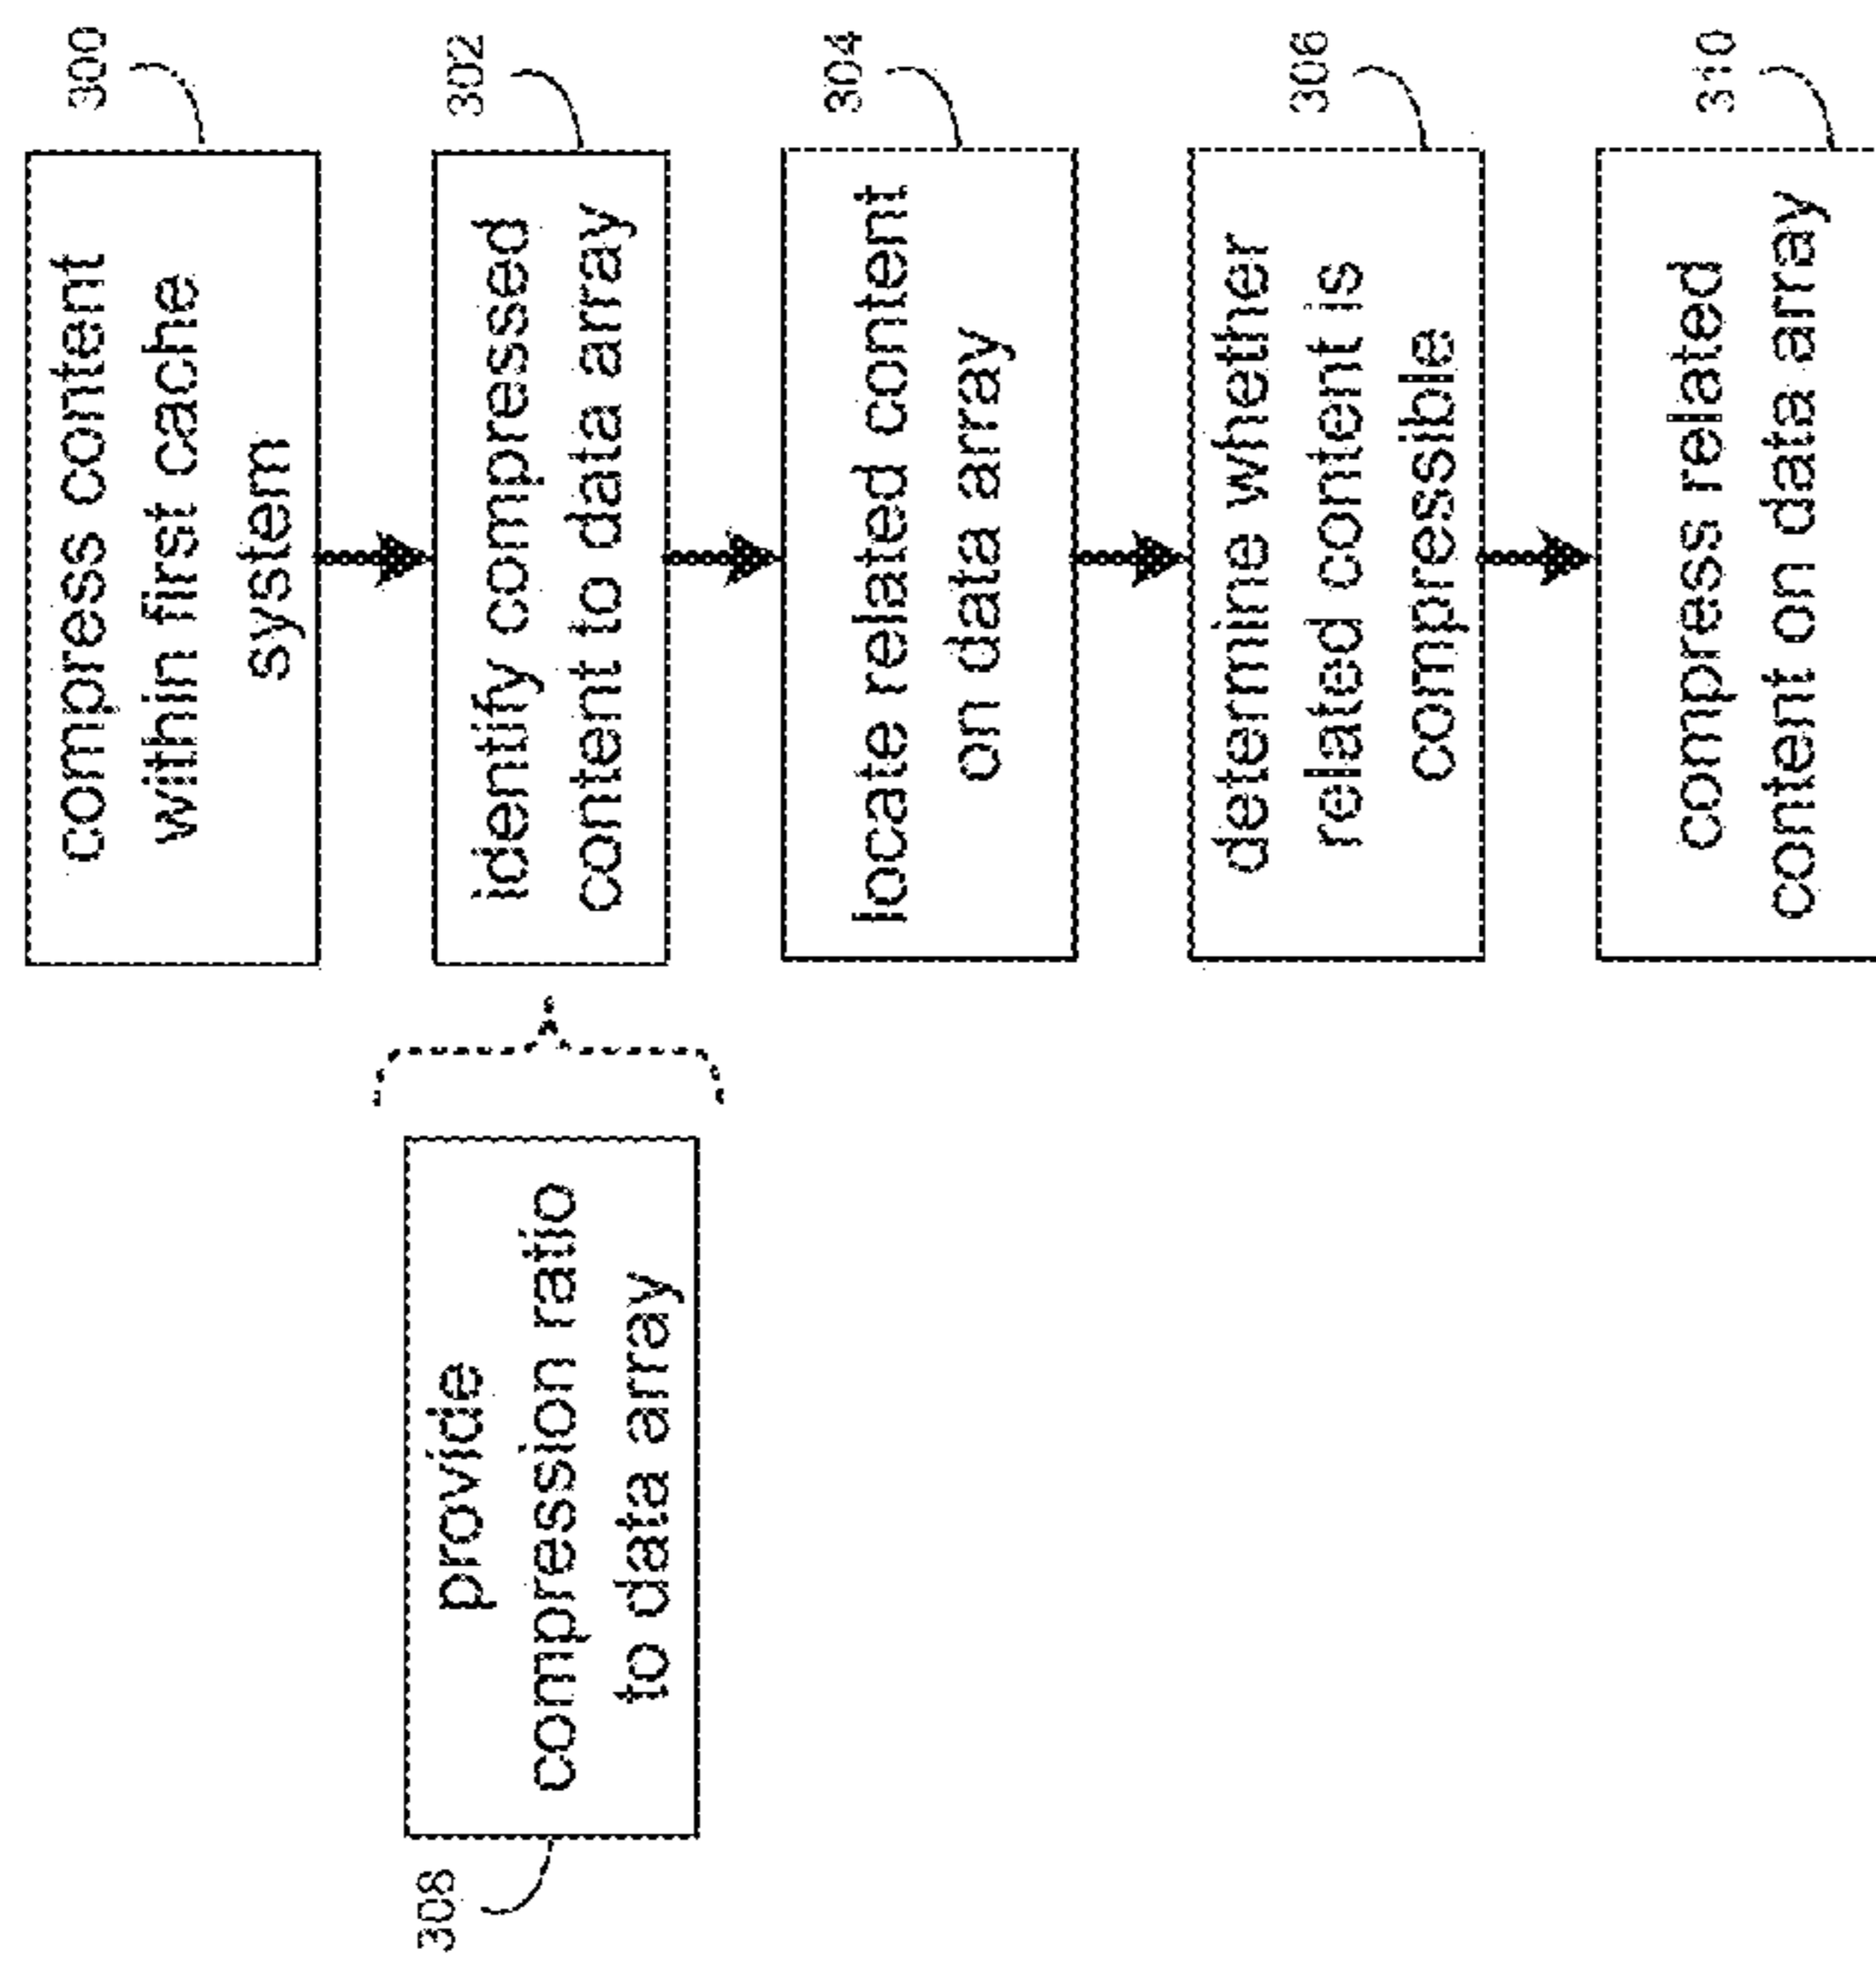 300
compress content
within first cache
system
302
identify compressed
content to data array
308
provide
compression ratio
to data array
304
locate related content
on data array
306
determine whether
related content is
compressible
310
compress related
content on data array